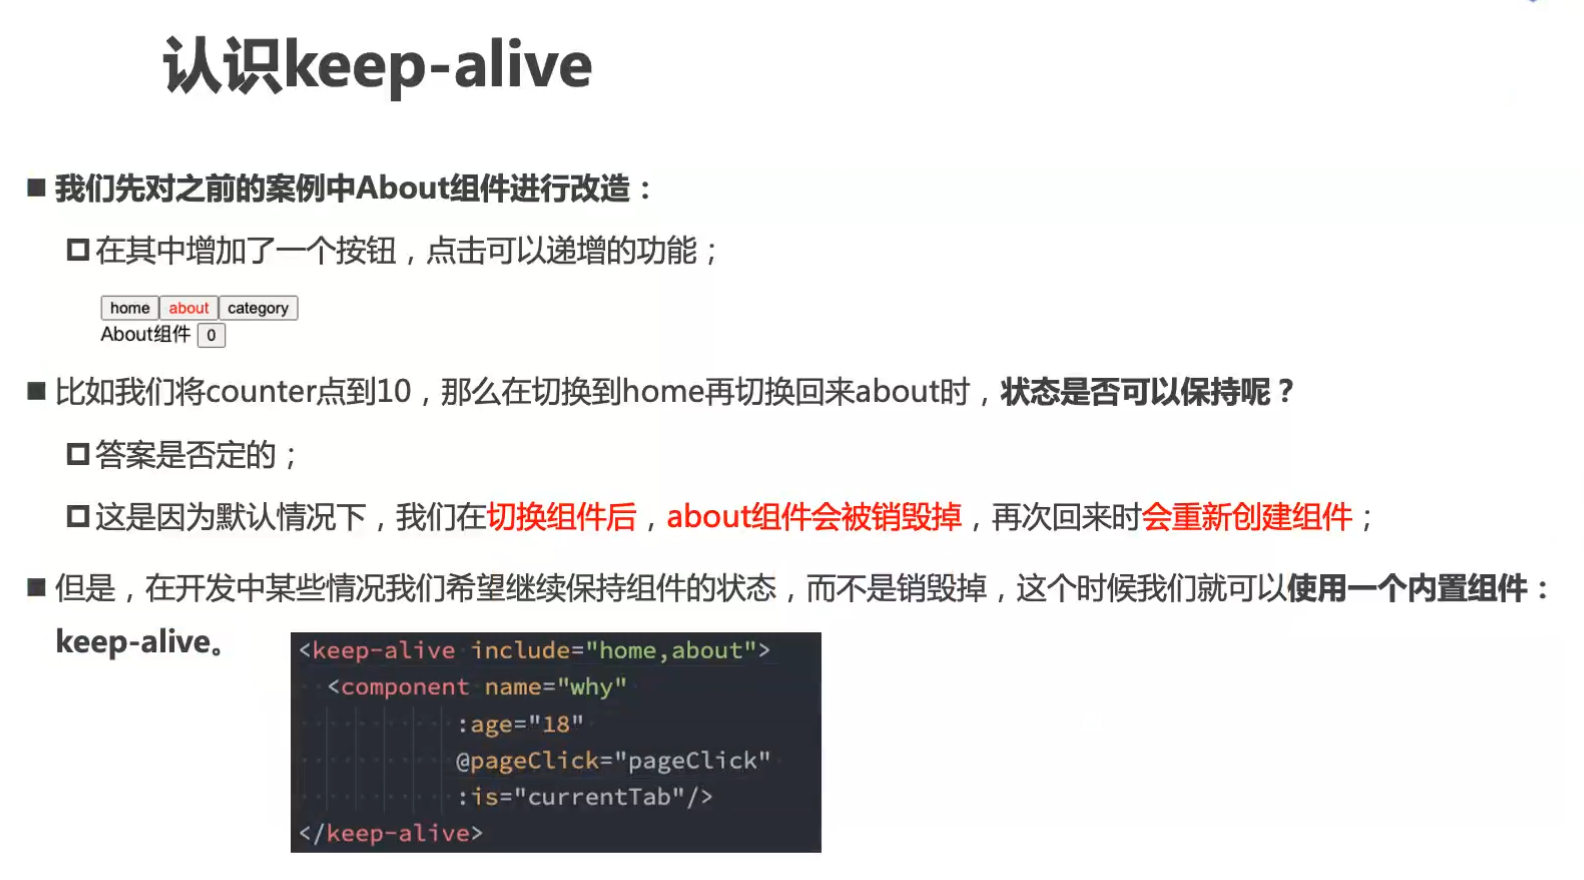 认识keep-alive
我们先对之前的案例中About组件进行改造：
在其中增加了一个按钮，点击可以递增的功能；
home about category
About组件 0
比如我们将counter点到10，那么在切换到home再切换回来about时，状态是否可以保持呢？
答案是否定的；
这是因为默认情况下，我们在切换组件后，about组件会被销毁掉，再次回来时会重新创建组件；
但是，在开发中某些情况我们希望继续保持组件的状态，而不是销毁掉，这个时候我们就可以使用一个内置组件：
keep-alive。
<keep-alive include="home,about">
<component name="why"
:age="18"
@pageClick="pageClick"
:is="currentTab"/>
</keep-alive>